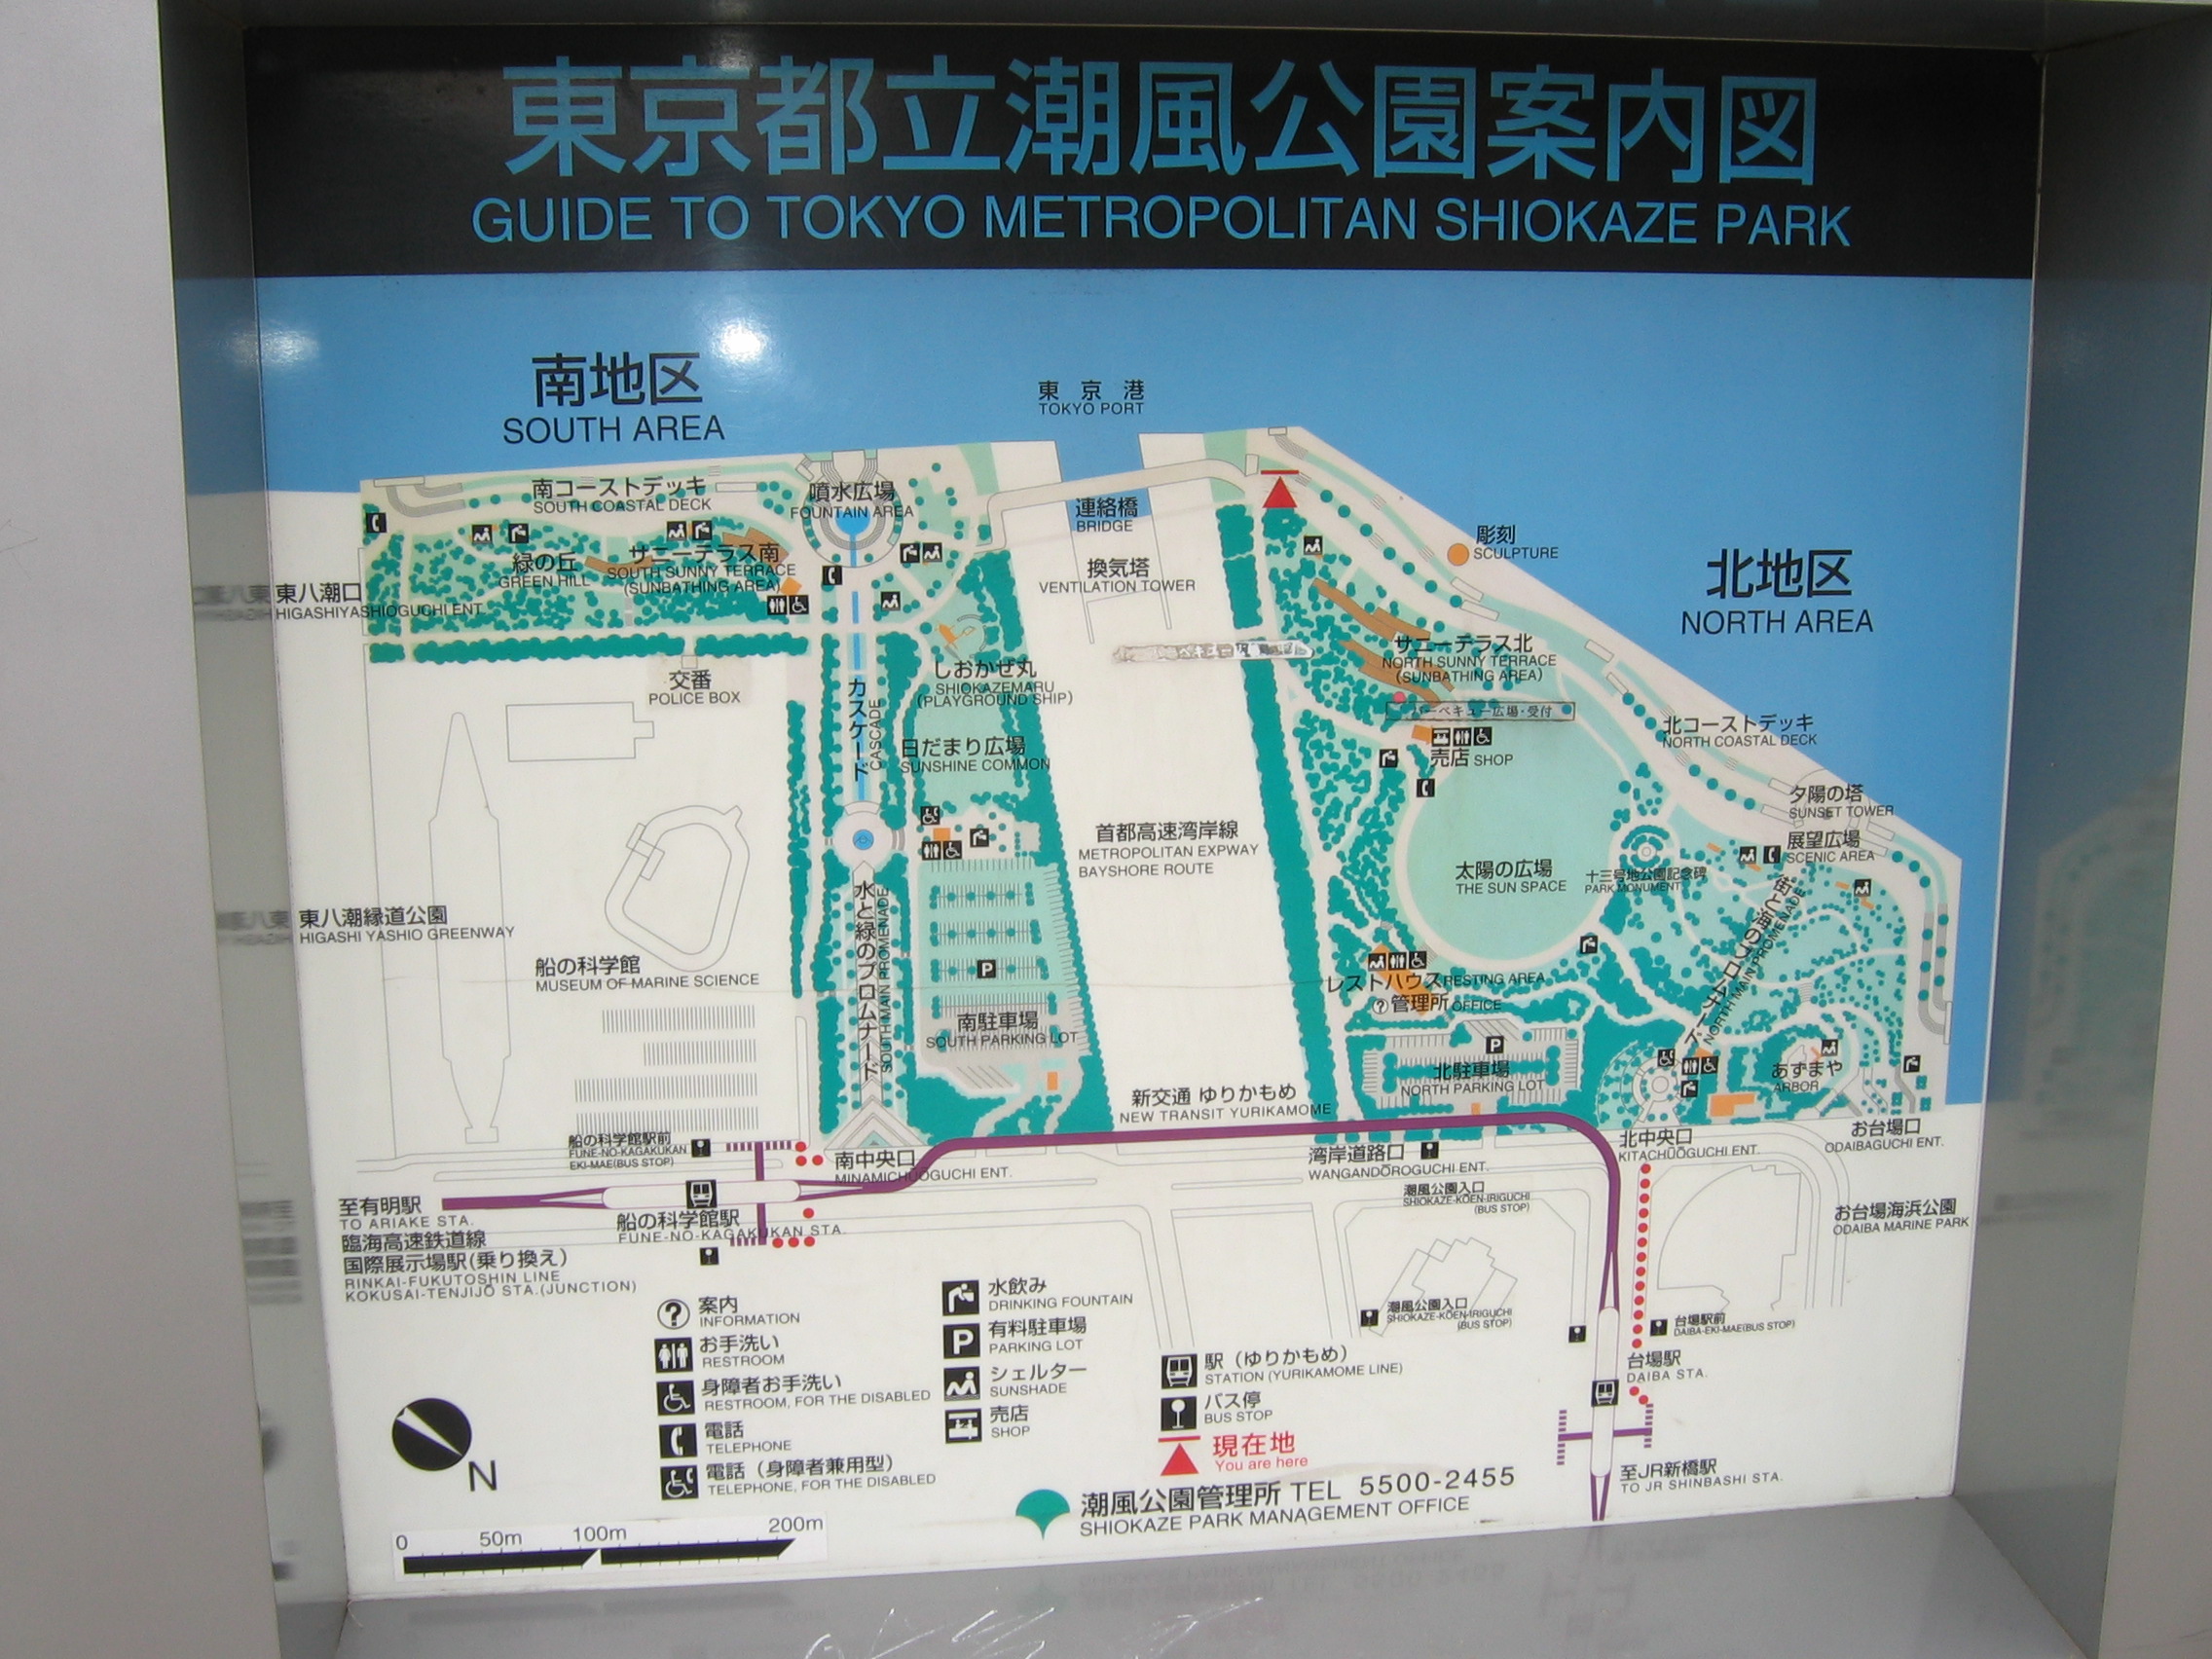 東京都立潮風公園案内図
GUIDE TO TOKYO METROPOLITAN SHIOKAZE PARK
南地区
SOUTH AREA
東京港
TOKYO PORT
北地区
NORTH AREA
南コーストデッキ
SOUTH COASTAL DECK
噴水広場
FOUNTAIN AREA
連絡橋
BRIDGE
彫刻
SCULPTURE
緑の丘
GREEN HILL
サニーテラス南
SOUTH SUNNY TERRACE
(SUNBATHING AREA)
換気塔
VENTILATION TOWER
東八潮口
HIGASHIYASHIOGUCHI ENT.
サニーテラス北
NORTH SUNNY TERRACE
(SUNBATHING AREA)
交番
POLICE BOX
しおかぜ丸
SHIOKAZEMARU
(PLAYGROUND SHIP)
バーベキュー広場・受付
カスケード
CASCADE
日だまり広場
SUNSHINE COMMON
売店 SHOP
北コーストデッキ
NORTH COASTAL DECK
夕陽の塔
SUNSET TOWER
展望広場
SCENIC AREA
首都高速湾岸線
METROPOLITAN EXPWAY
BAYSHORE ROUTE
太陽の広場
THE SUN SPACE
十三号地公園記念碑
PARK MONUMENT
街と海のプロムナード
NORTH MAIN PROMENADE
東八潮緑道公園
HIGASHI YASHIO GREENWAY
船の科学館
MUSEUM OF MARINE SCIENCE
水と緑のプロムナード
SOUTH MAIN PROMENADE
P
南駐車場
SOUTH PARKING LOT
レストハウス RESTING AREA
? 管理所 OFFICE
P
北駐車場
NORTH PARKING LOT
あずまや
ARBOR
新交通 ゆりかもめ
NEW TRANSIT YURIKAMOME
船の科学館駅前
FUNE-NO-KAGAKUKAN
EKI-MAE(BUS STOP)
南中央口
MINAMICHŪOGUCHI ENT.
湾岸道路口
WANGANDŌROGUCHI ENT.
北中央口
KITACHŪOGUCHI ENT.
お台場口
ODAIBAGUCHI ENT.
潮風公園入口
SHIOKAZE-KOEN-IRIGUCHI
(BUS STOP)
お台場海浜公園
ODAIBA MARINE PARK
至有明駅
TO ARIAKE STA.
臨海高速鉄道線
国際展示場駅(乗り換え)
RINKAI-FUKUTOSHIN LINE
KOKUSAI-TENJIJŌ STA.(JUNCTION)
船の科学館駅
FUNE-NO-KAGAKUKAN STA.
潮風公園入口
SHIOKAZE-KOEN-IRIGUCHI
(BUS STOP)
台場駅前
DAIBA-EKI-MAE(BUS STOP)
台場駅
DAIBA STA.
至JR新橋駅
TO JR SHINBASHI STA.
? 案内
INFORMATION
お手洗い
RESTROOM
身障者お手洗い
RESTROOM, FOR THE DISABLED
電話
TELEPHONE
電話（身障者兼用型）
TELEPHONE, FOR THE DISABLED
水飲み
DRINKING FOUNTAIN
P 有料駐車場
PARKING LOT
シェルター
SUNSHADE
売店
SHOP
駅（ゆりかもめ）
STATION (YURIKAMOME LINE)
バス停
BUS STOP
現在地
You are here
N
0 50m 100m 200m
潮風公園管理所 TEL 5500-2455
SHIOKAZE PARK MANAGEMENT OFFICE